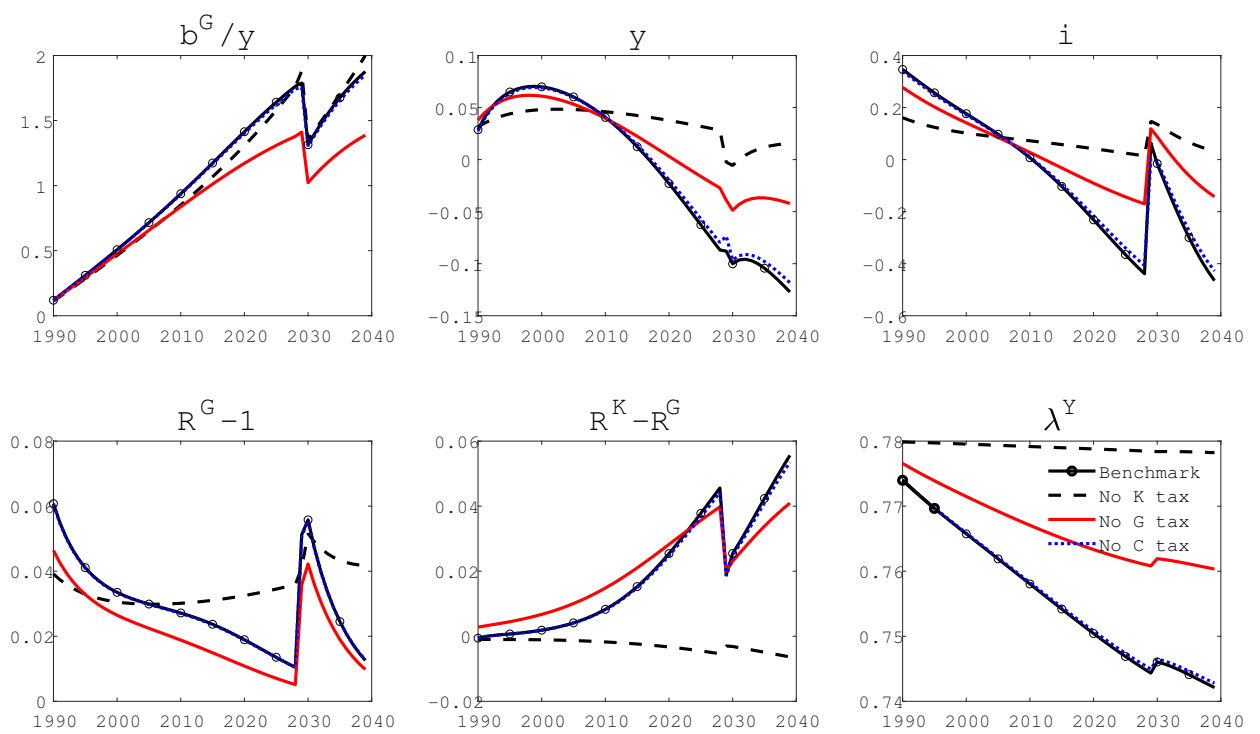 b^G/y
2
1.5
1
0.5
0
1990 2000 2010 2020 2030 2040
y
0.1
0.05
0
-0.05
-0.1
-0.15
1990 2000 2010 2020 2030 2040
i
0.4
0.2
0
-0.2
-0.4
-0.6
1990 2000 2010 2020 2030 2040
R^G-1
0.08
0.06
0.04
0.02
0
1990 2000 2010 2020 2030 2040
R^K-R^G
0.06
0.04
0.02
0
-0.02
1990 2000 2010 2020 2030 2040
λ^Y
0.78
0.77
0.76
0.75
0.74
1990 2000 2010 2020 2030 2040
Benchmark
No K tax
No G tax
No C tax